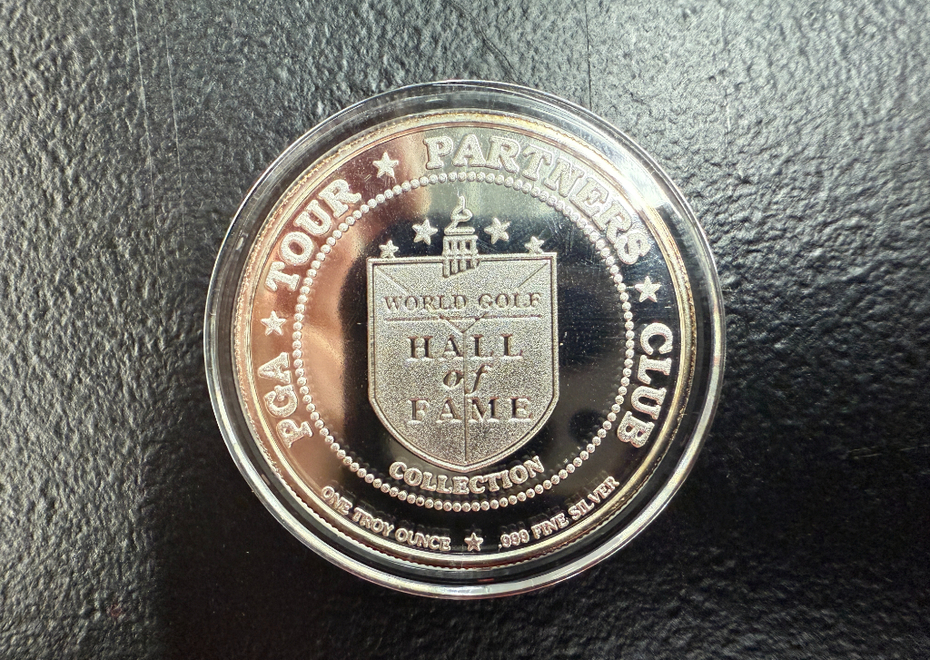 PGA ★ TOUR ★ PARTNERS ★ CLUB
WORLD GOLF
HALL
of
FAME
COLLECTION
ONE TROY OUNCE ★ .999 FINE SILVER